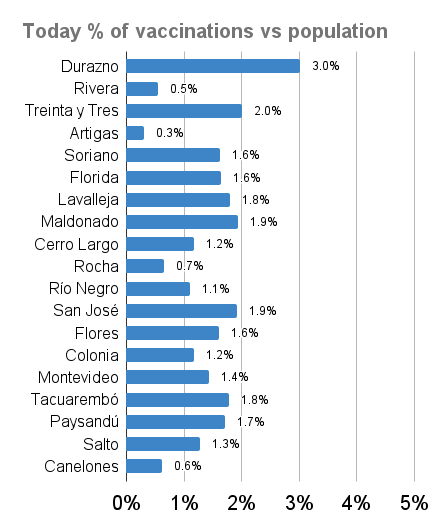 Today % of vaccinations vs population
Durazno 3.0%
Rivera 0.5%
Treinta y Tres 2.0%
Artigas 0.3%
Soriano 1.6%
Florida 1.6%
Lavalleja 1.8%
Maldonado 1.9%
Cerro Largo 1.2%
Rocha 0.7%
Río Negro 1.1%
San José 1.9%
Flores 1.6%
Colonia 1.2%
Montevideo 1.4%
Tacuarembó 1.8%
Paysandú 1.7%
Salto 1.3%
Canelones 0.6%
0% 1% 2% 3% 4% 5%